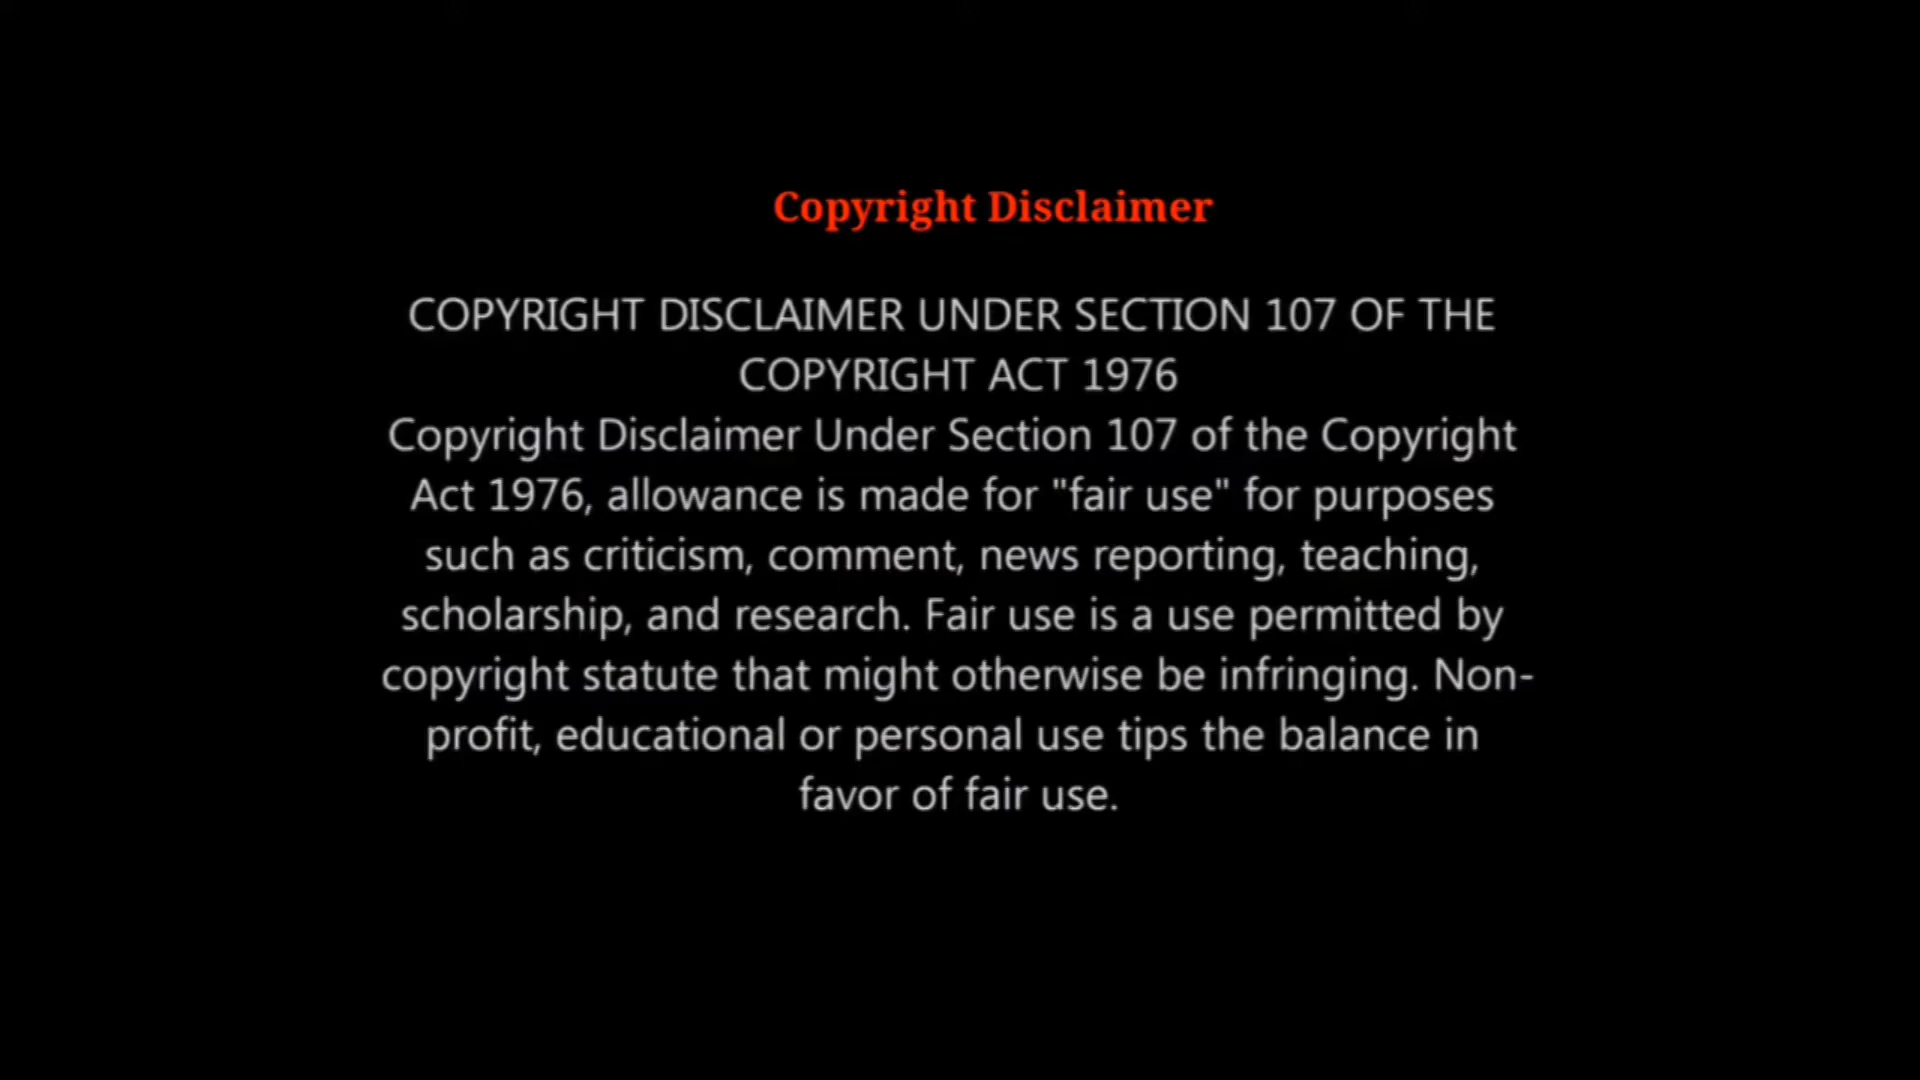 Copyright Disclaimer
COPYRIGHT DISCLAIMER UNDER SECTION 107 OF THE
COPYRIGHT ACT 1976
Copyright Disclaimer Under Section 107 of the Copyright
Act 1976, allowance is made for "fair use" for purposes
such as criticism, comment, news reporting, teaching,
scholarship, and research. Fair use is a use permitted by
copyright statute that might otherwise be infringing. Non-
profit, educational or personal use tips the balance in
favor of fair use.